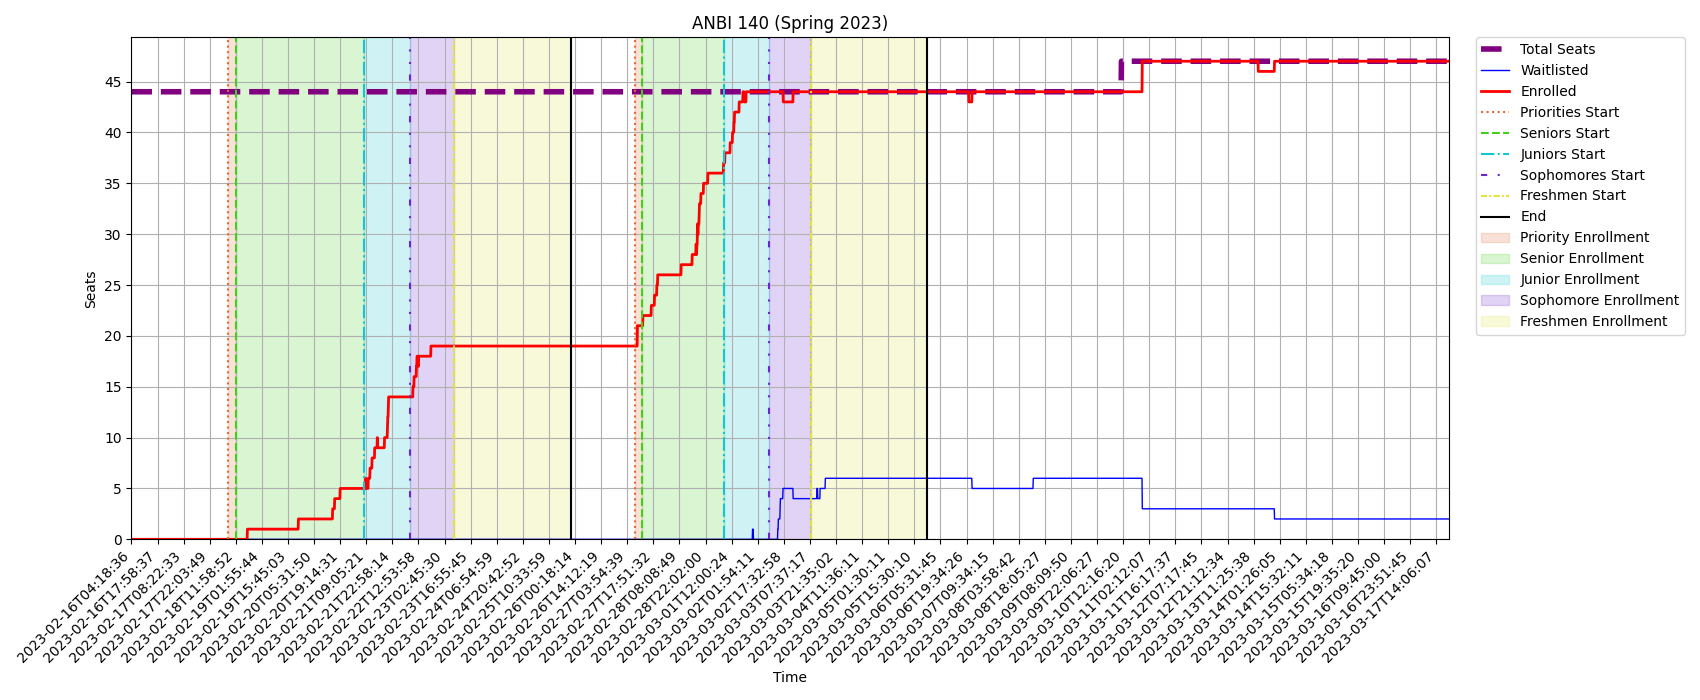 ANBI 140 (Spring 2023)
Seats
45
40
35
30
25
20
15
10
5
0
2023-02-16T04:18:36
2023-02-16T17:58:37
2023-02-17T08:22:33
2023-02-17T22:03:49
2023-02-18T11:58:52
2023-02-19T01:55:44
2023-02-19T15:45:03
2023-02-20T05:31:50
2023-02-20T19:14:31
2023-02-21T09:05:21
2023-02-21T22:58:14
2023-02-22T12:53:58
2023-02-23T02:45:30
2023-02-23T16:55:45
2023-02-24T06:54:59
2023-02-24T20:42:52
2023-02-25T10:33:59
2023-02-26T00:18:14
2023-02-26T14:12:19
2023-02-27T03:54:39
2023-02-27T17:51:32
2023-02-28T08:08:49
2023-02-28T22:02:00
2023-03-01T12:00:24
2023-03-02T01:54:11
2023-03-02T17:32:58
2023-03-03T07:37:17
2023-03-03T21:35:02
2023-03-04T11:36:11
2023-03-05T01:30:11
2023-03-05T15:30:10
2023-03-06T05:31:45
2023-03-06T19:34:26
2023-03-07T09:34:15
2023-03-08T03:58:42
2023-03-08T18:05:27
2023-03-09T08:09:50
2023-03-09T22:06:27
2023-03-10T12:16:20
2023-03-11T02:12:07
2023-03-11T16:17:37
2023-03-12T07:17:45
2023-03-12T21:12:34
2023-03-13T11:25:38
2023-03-14T01:26:05
2023-03-14T15:32:11
2023-03-15T05:34:18
2023-03-15T19:35:20
2023-03-16T09:45:00
2023-03-16T23:51:45
2023-03-17T14:06:07
Time
Total Seats
Waitlisted
Enrolled
Priorities Start
Seniors Start
Juniors Start
Sophomores Start
Freshmen Start
End
Priority Enrollment
Senior Enrollment
Junior Enrollment
Sophomore Enrollment
Freshmen Enrollment